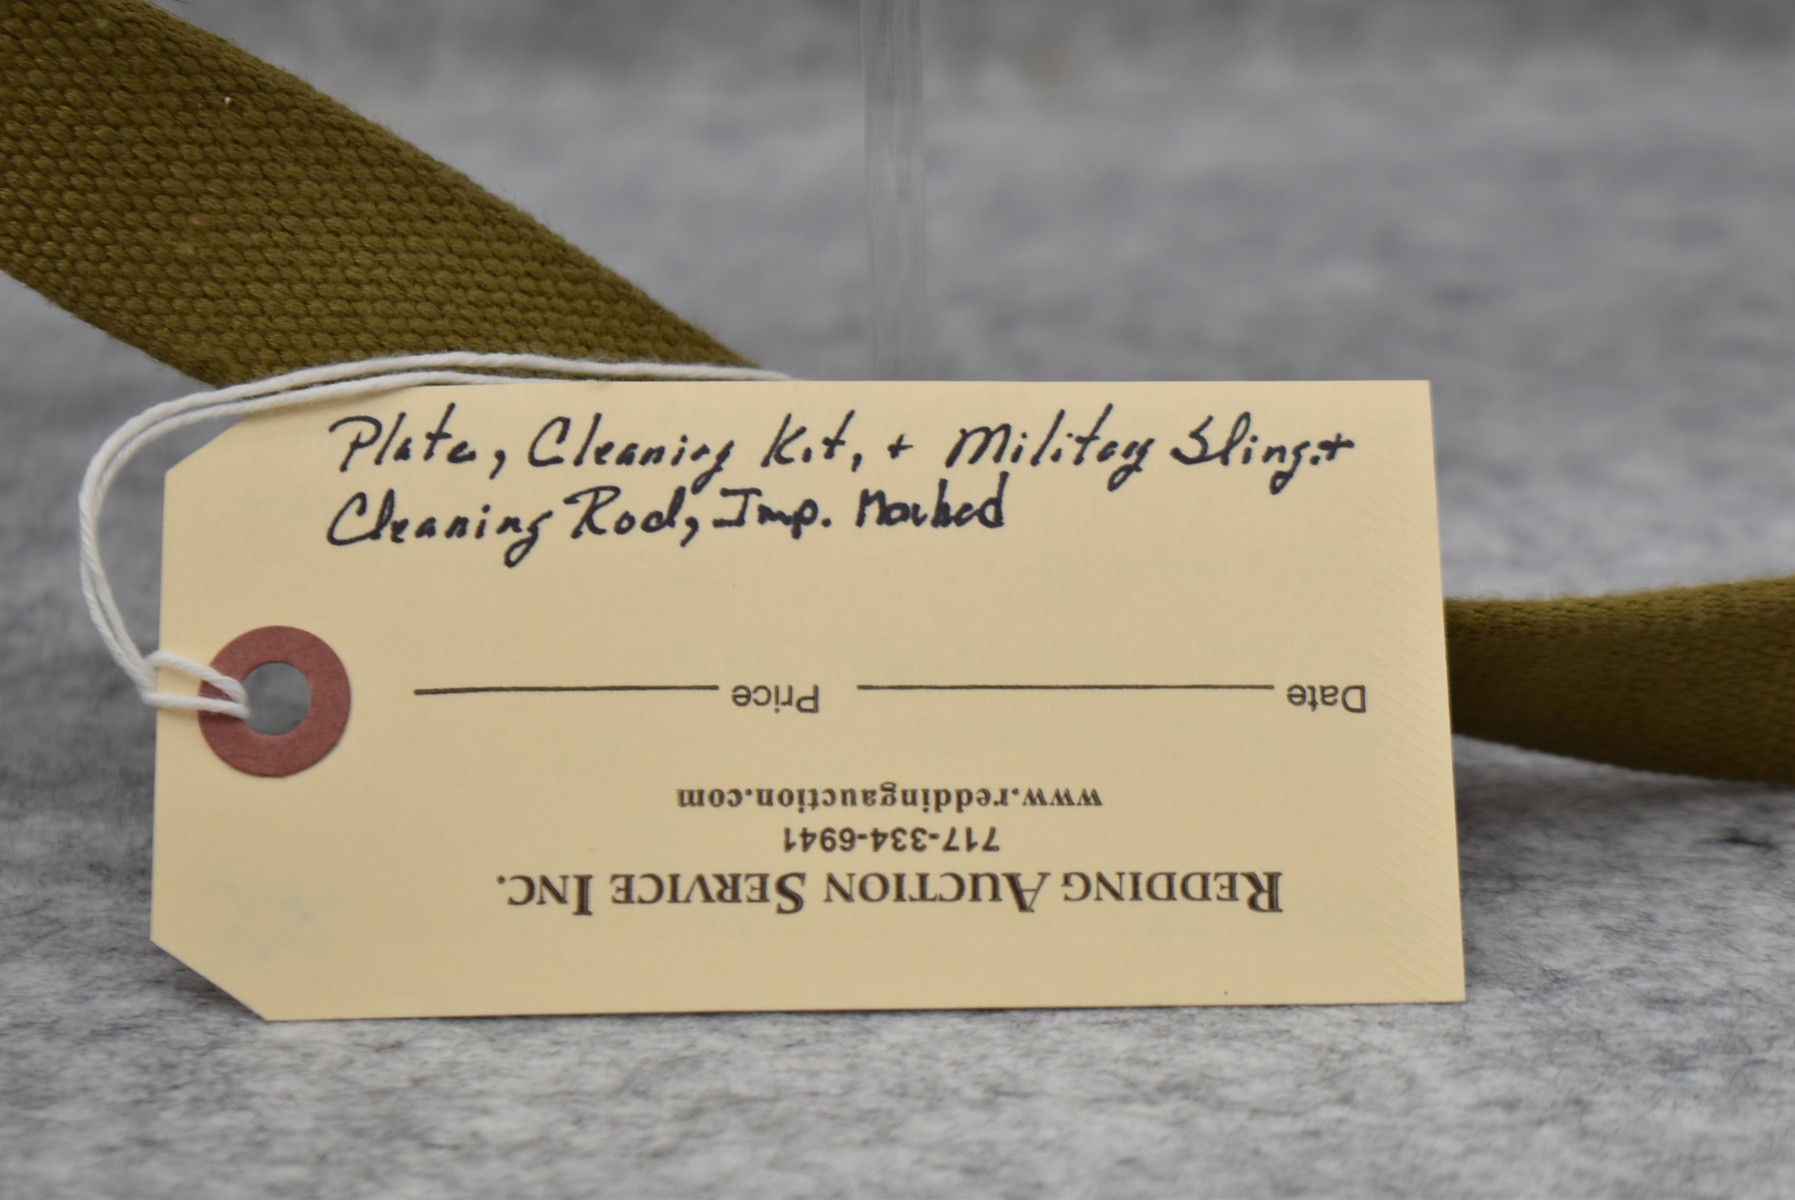 Plate, Cleaning Kit, + Military Sling.+
Cleaning Rod, Imp. Marked
Date Price
www.reddingauction.com
717-334-6941
REDDING AUCTION SERVICE INC.